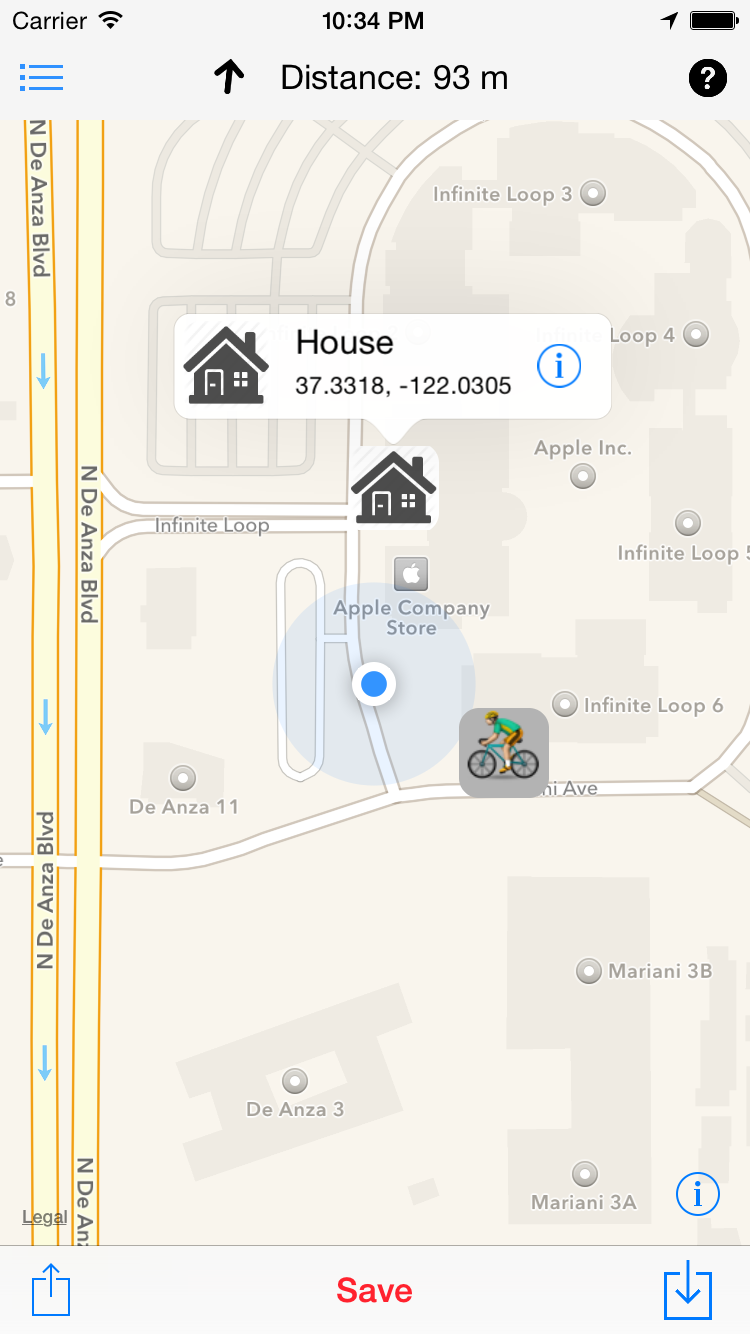 Carrier
10:34 PM
Distance: 93 m
?
N De Anza Blvd
Infinite Loop 3
8
House
37.3318, -122.0305
i
Loop 4
Apple Inc.
N De Anza Blvd
Infinite Loop
Infinite Loop 5
Apple Company
Store
Infinite Loop 6
ni Ave
De Anza 11
N De Anza Blvd
Mariani 3B
De Anza 3
N De An
Mariani 3A
i
Legal
Save